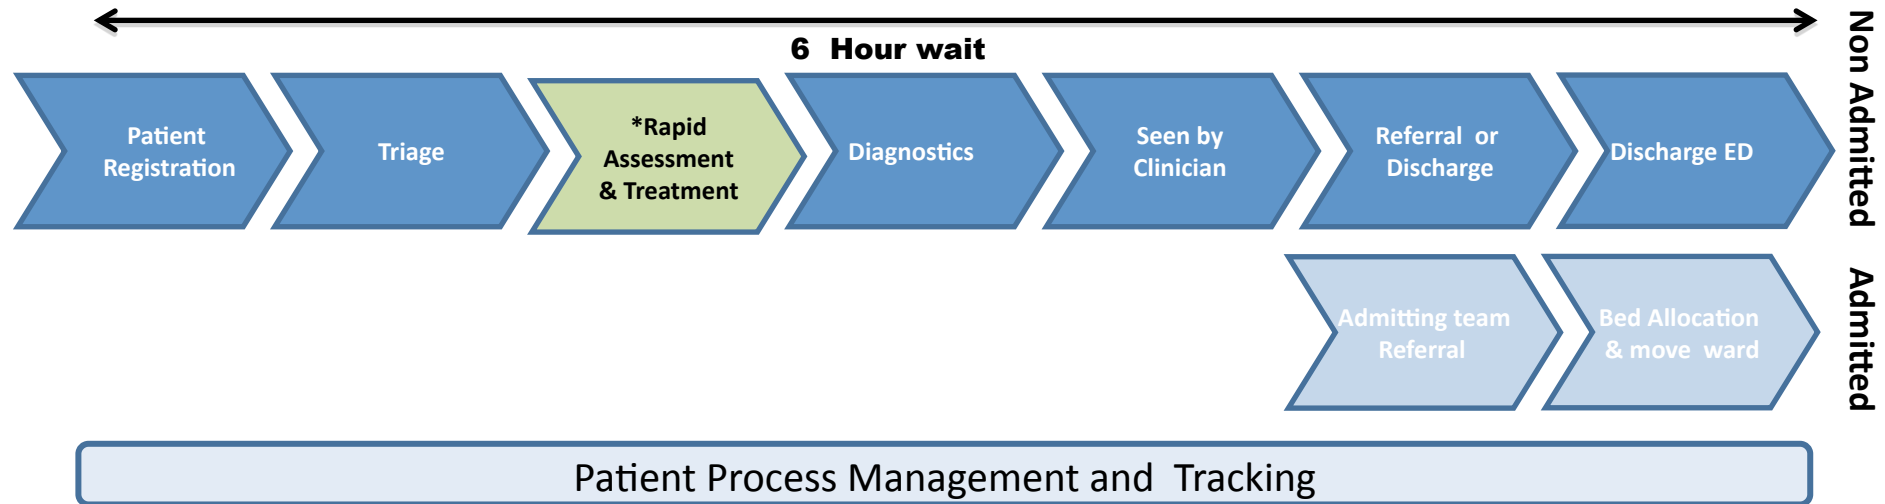 6 Hour wait
Patient
Registration
Triage
*Rapid
Assessment
& Treatment
Diagnostics
Seen by
Clinician
Referral or
Discharge
Discharge ED
Non Admitted
Admitting team
Referral
Bed Allocation
& move ward
Admitted
Patient Process Management and Tracking